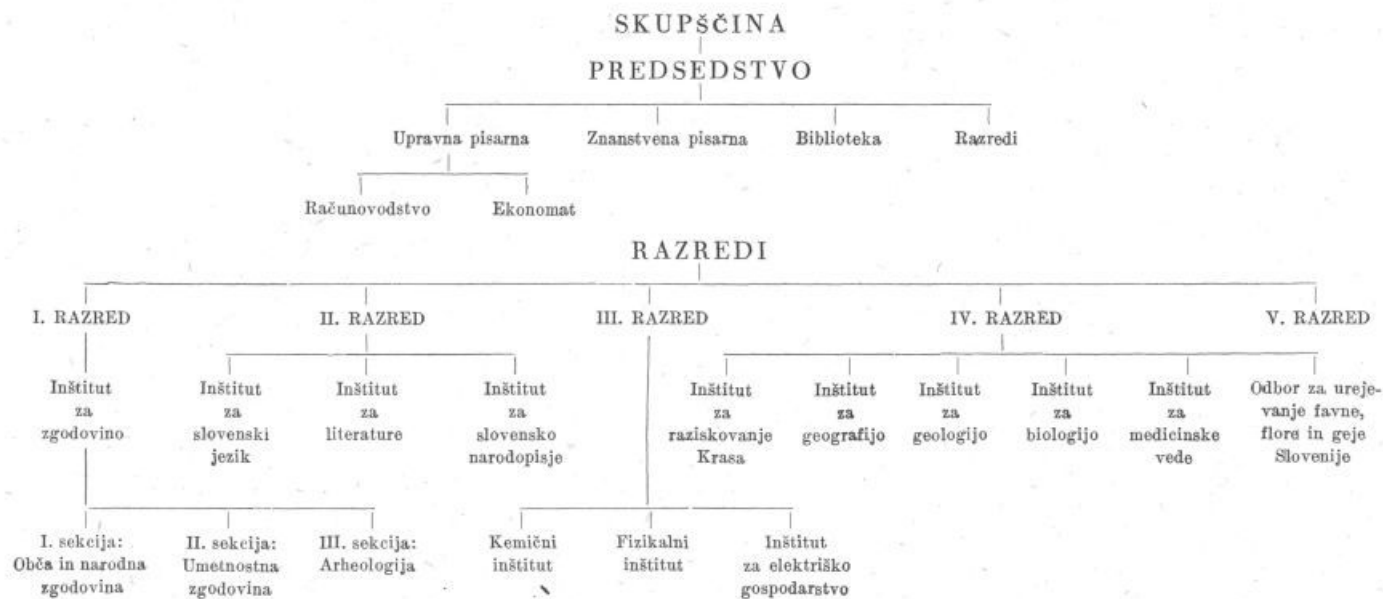 SKUPŠČINA
PREDSEDSTVO
Upravna pisarna
Znanstvena pisarna
Biblioteka
Razredi
Računovodstvo
Ekonomat
RAZREDI
I. RAZRED
II. RAZRED
III. RAZRED
IV. RAZRED
V. RAZRED
Inštitut
za
zgodovino
Inštitut
za
slovenski
jezik
Inštitut
za
literature
Inštitut
za
slovensko
narodopisje
Inštitut
za
raziskovanje
Krasa
Inštitut
za
geografijo
Inštitut
za
geologijo
Inštitut
za
biologijo
Inštitut
za
medicinske
vede
Odbor za ureje-
vanje favne,
flore in geje
Slovenije
I. sekcija:
Obča in narodna
zgodovina
II. sekcija:
Umetnostna
zgodovina
III. sekcija:
Arheologija
Kemični
inštitut
Fizikalni
inštitut
Inštitut
za elektriško
gospodarstvo